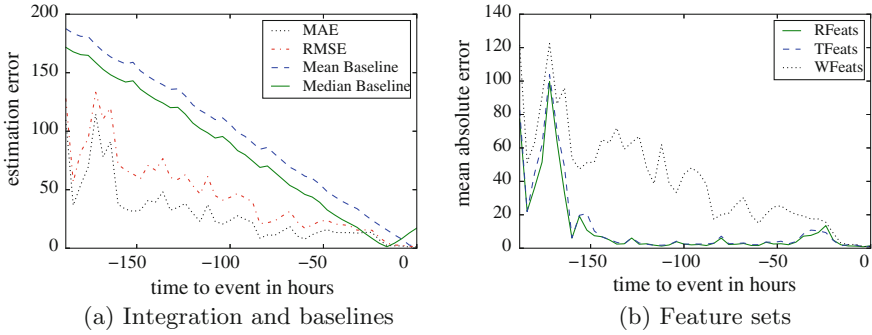 200
150
100
50
0
estimation error
MAE
RMSE
Mean Baseline
Median Baseline
−150 −100 −50 0
time to event in hours
(a) Integration and baselines
140
120
100
80
60
40
20
0
mean absolute error
RFeats
TFeats
WFeats
−150 −100 −50 0
time to event in hours
(b) Feature sets